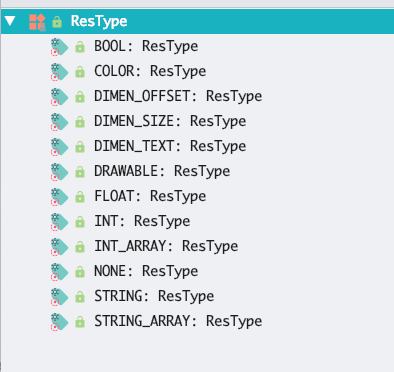 ResType
BOOL: ResType
COLOR: ResType
DIMEN_OFFSET: ResType
DIMEN_SIZE: ResType
DIMEN_TEXT: ResType
DRAWABLE: ResType
FLOAT: ResType
INT: ResType
INT_ARRAY: ResType
NONE: ResType
STRING: ResType
STRING_ARRAY: ResType